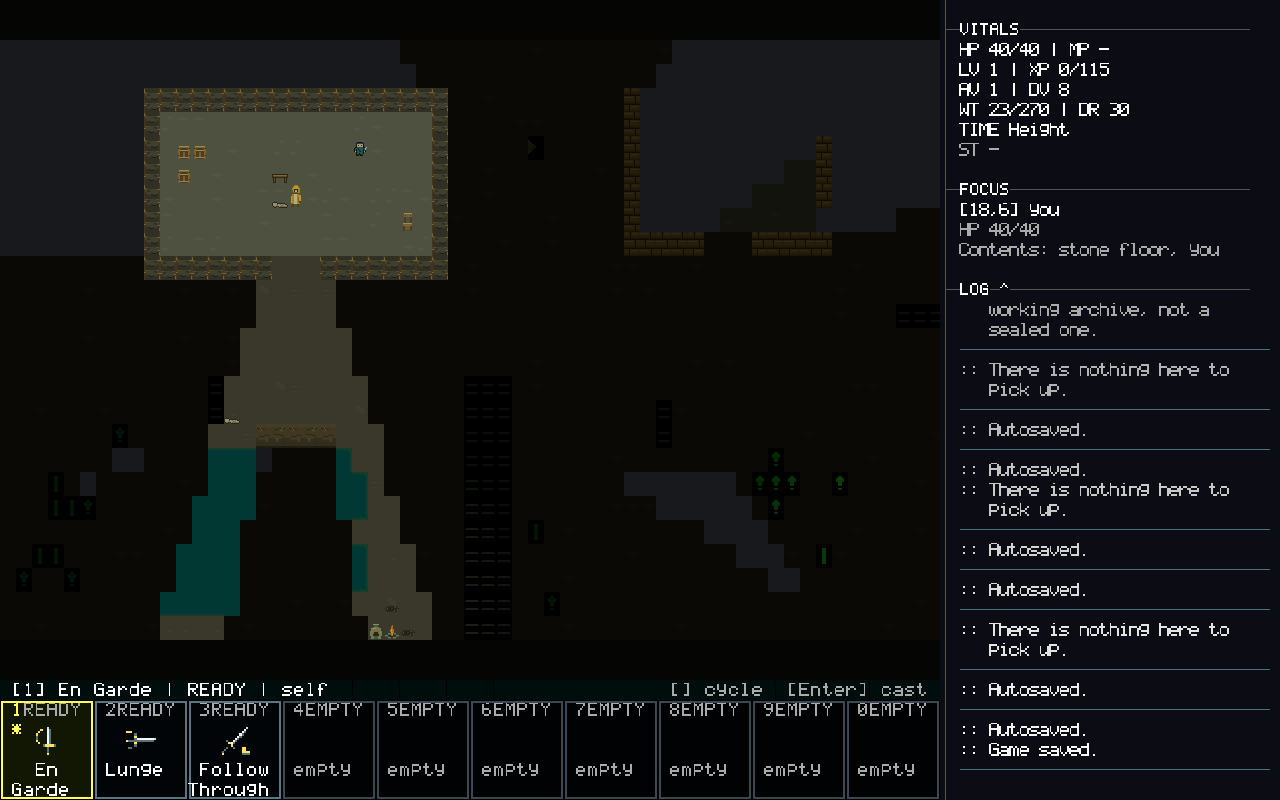 VITALS
HP 40/40 | MP -
LV 1 | XP 0/115
AV 1 | DV 8
WT 23/270 | DR 30
TIME Height
ST -
FOCUS
[18,6] You
HP 40/40
Contents: stone floor, You
LOG ^
working archive, not a
sealed one.
:: There is nothing here to
Pick up.
:: Autosaved.
:: Autosaved.
:: There is nothing here to
Pick up.
:: Autosaved.
:: Autosaved.
:: There is nothing here to
Pick up.
:: Autosaved.
:: Autosaved.
:: Game saved.
[1] En Garde | READY | self
[] cycle [Enter] cast
1READY 2READY 3READY 4EMPTY 5EMPTY 6EMPTY 7EMPTY 8EMPTY 9EMPTY 0EMPTY
*
En Garde
Lunge
Follow Through
empty empty empty empty empty empty empty